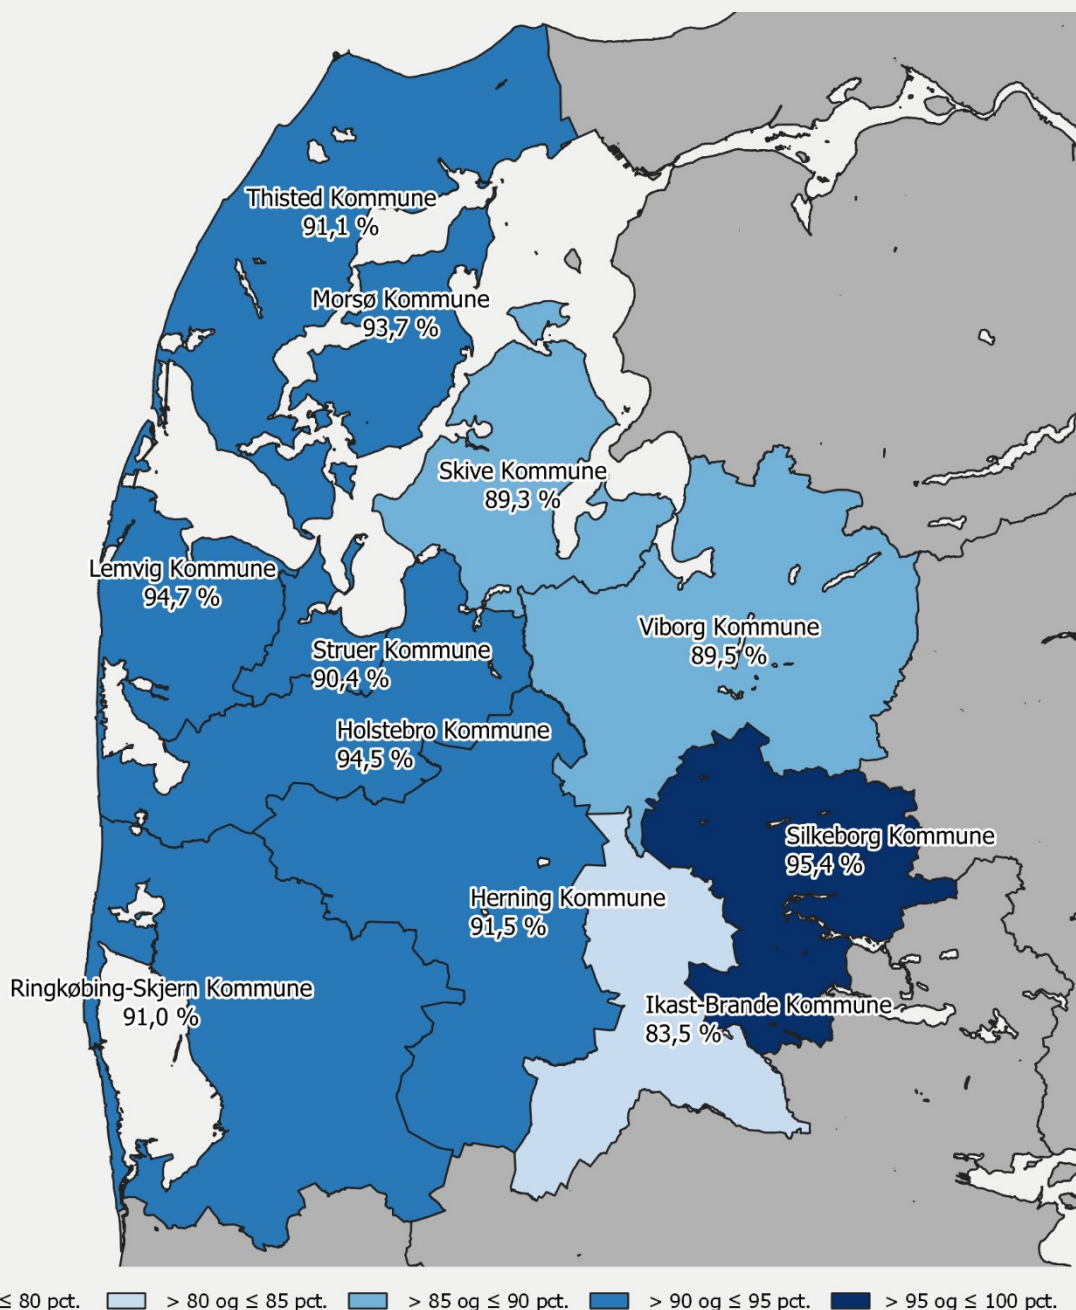 Thisted Kommune
91,1 %
Morsø Kommune
93,7 %
Skive Kommune
89,3 %
Lemvig Kommune
94,7 %
Viborg Kommune
89,5 %
Struer Kommune
90,4 %
Holstebro Kommune
94,5 %
Silkeborg Kommune
95,4 %
Herning Kommune
91,5 %
Ringkøbing-Skjern Kommune
91,0 %
Ikast-Brande Kommune
83,5 %
≤ 80 pct. > 80 og ≤ 85 pct. > 85 og ≤ 90 pct. > 90 og ≤ 95 pct. > 95 og ≤ 100 pct.